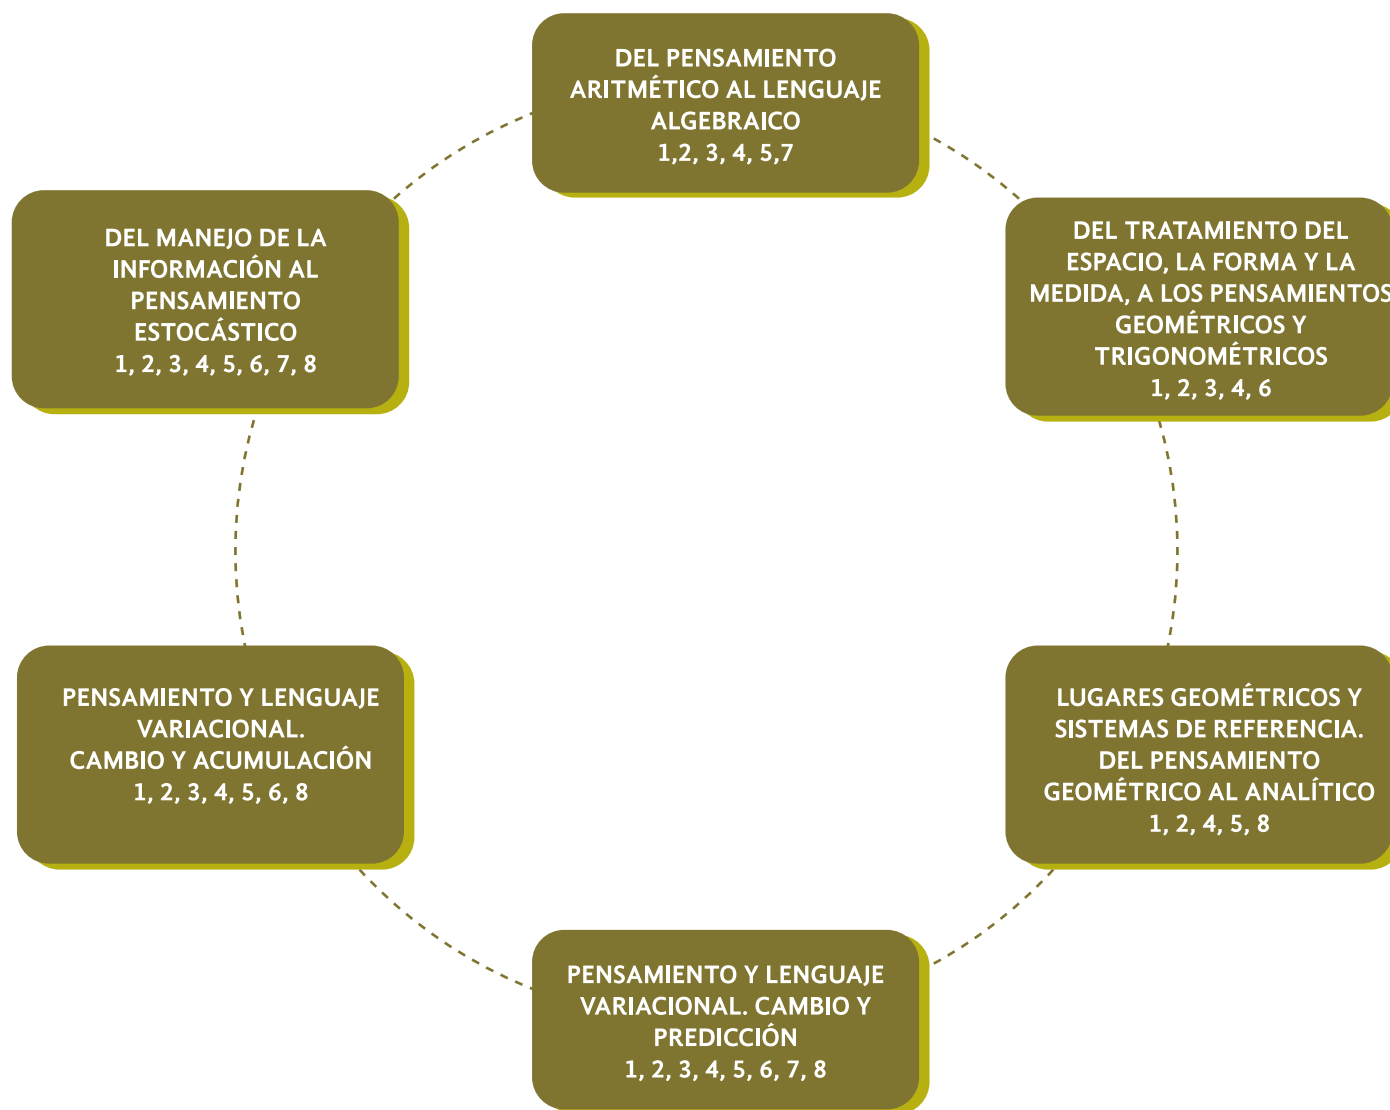 DEL PENSAMIENTO
ARITMÉTICO AL LENGUAJE
ALGEBRAICO
1,2, 3, 4, 5,7
DEL MANEJO DE LA
INFORMACIÓN AL
PENSAMIENTO
ESTOCÁSTICO
1, 2, 3, 4, 5, 6, 7, 8
DEL TRATAMIENTO DEL
ESPACIO, LA FORMA Y LA
MEDIDA, A LOS PENSAMIENTOS
GEOMÉTRICOS Y
TRIGONOMÉTRICOS
1, 2, 3, 4, 6
PENSAMIENTO Y LENGUAJE
VARIACIONAL.
CAMBIO Y ACUMULACIÓN
1, 2, 3, 4, 5, 6, 8
LUGARES GEOMÉTRICOS Y
SISTEMAS DE REFERENCIA.
DEL PENSAMIENTO
GEOMÉTRICO AL ANALÍTICO
1, 2, 4, 5, 8
PENSAMIENTO Y LENGUAJE
VARIACIONAL. CAMBIO Y
PREDICCIÓN
1, 2, 3, 4, 5, 6, 7, 8